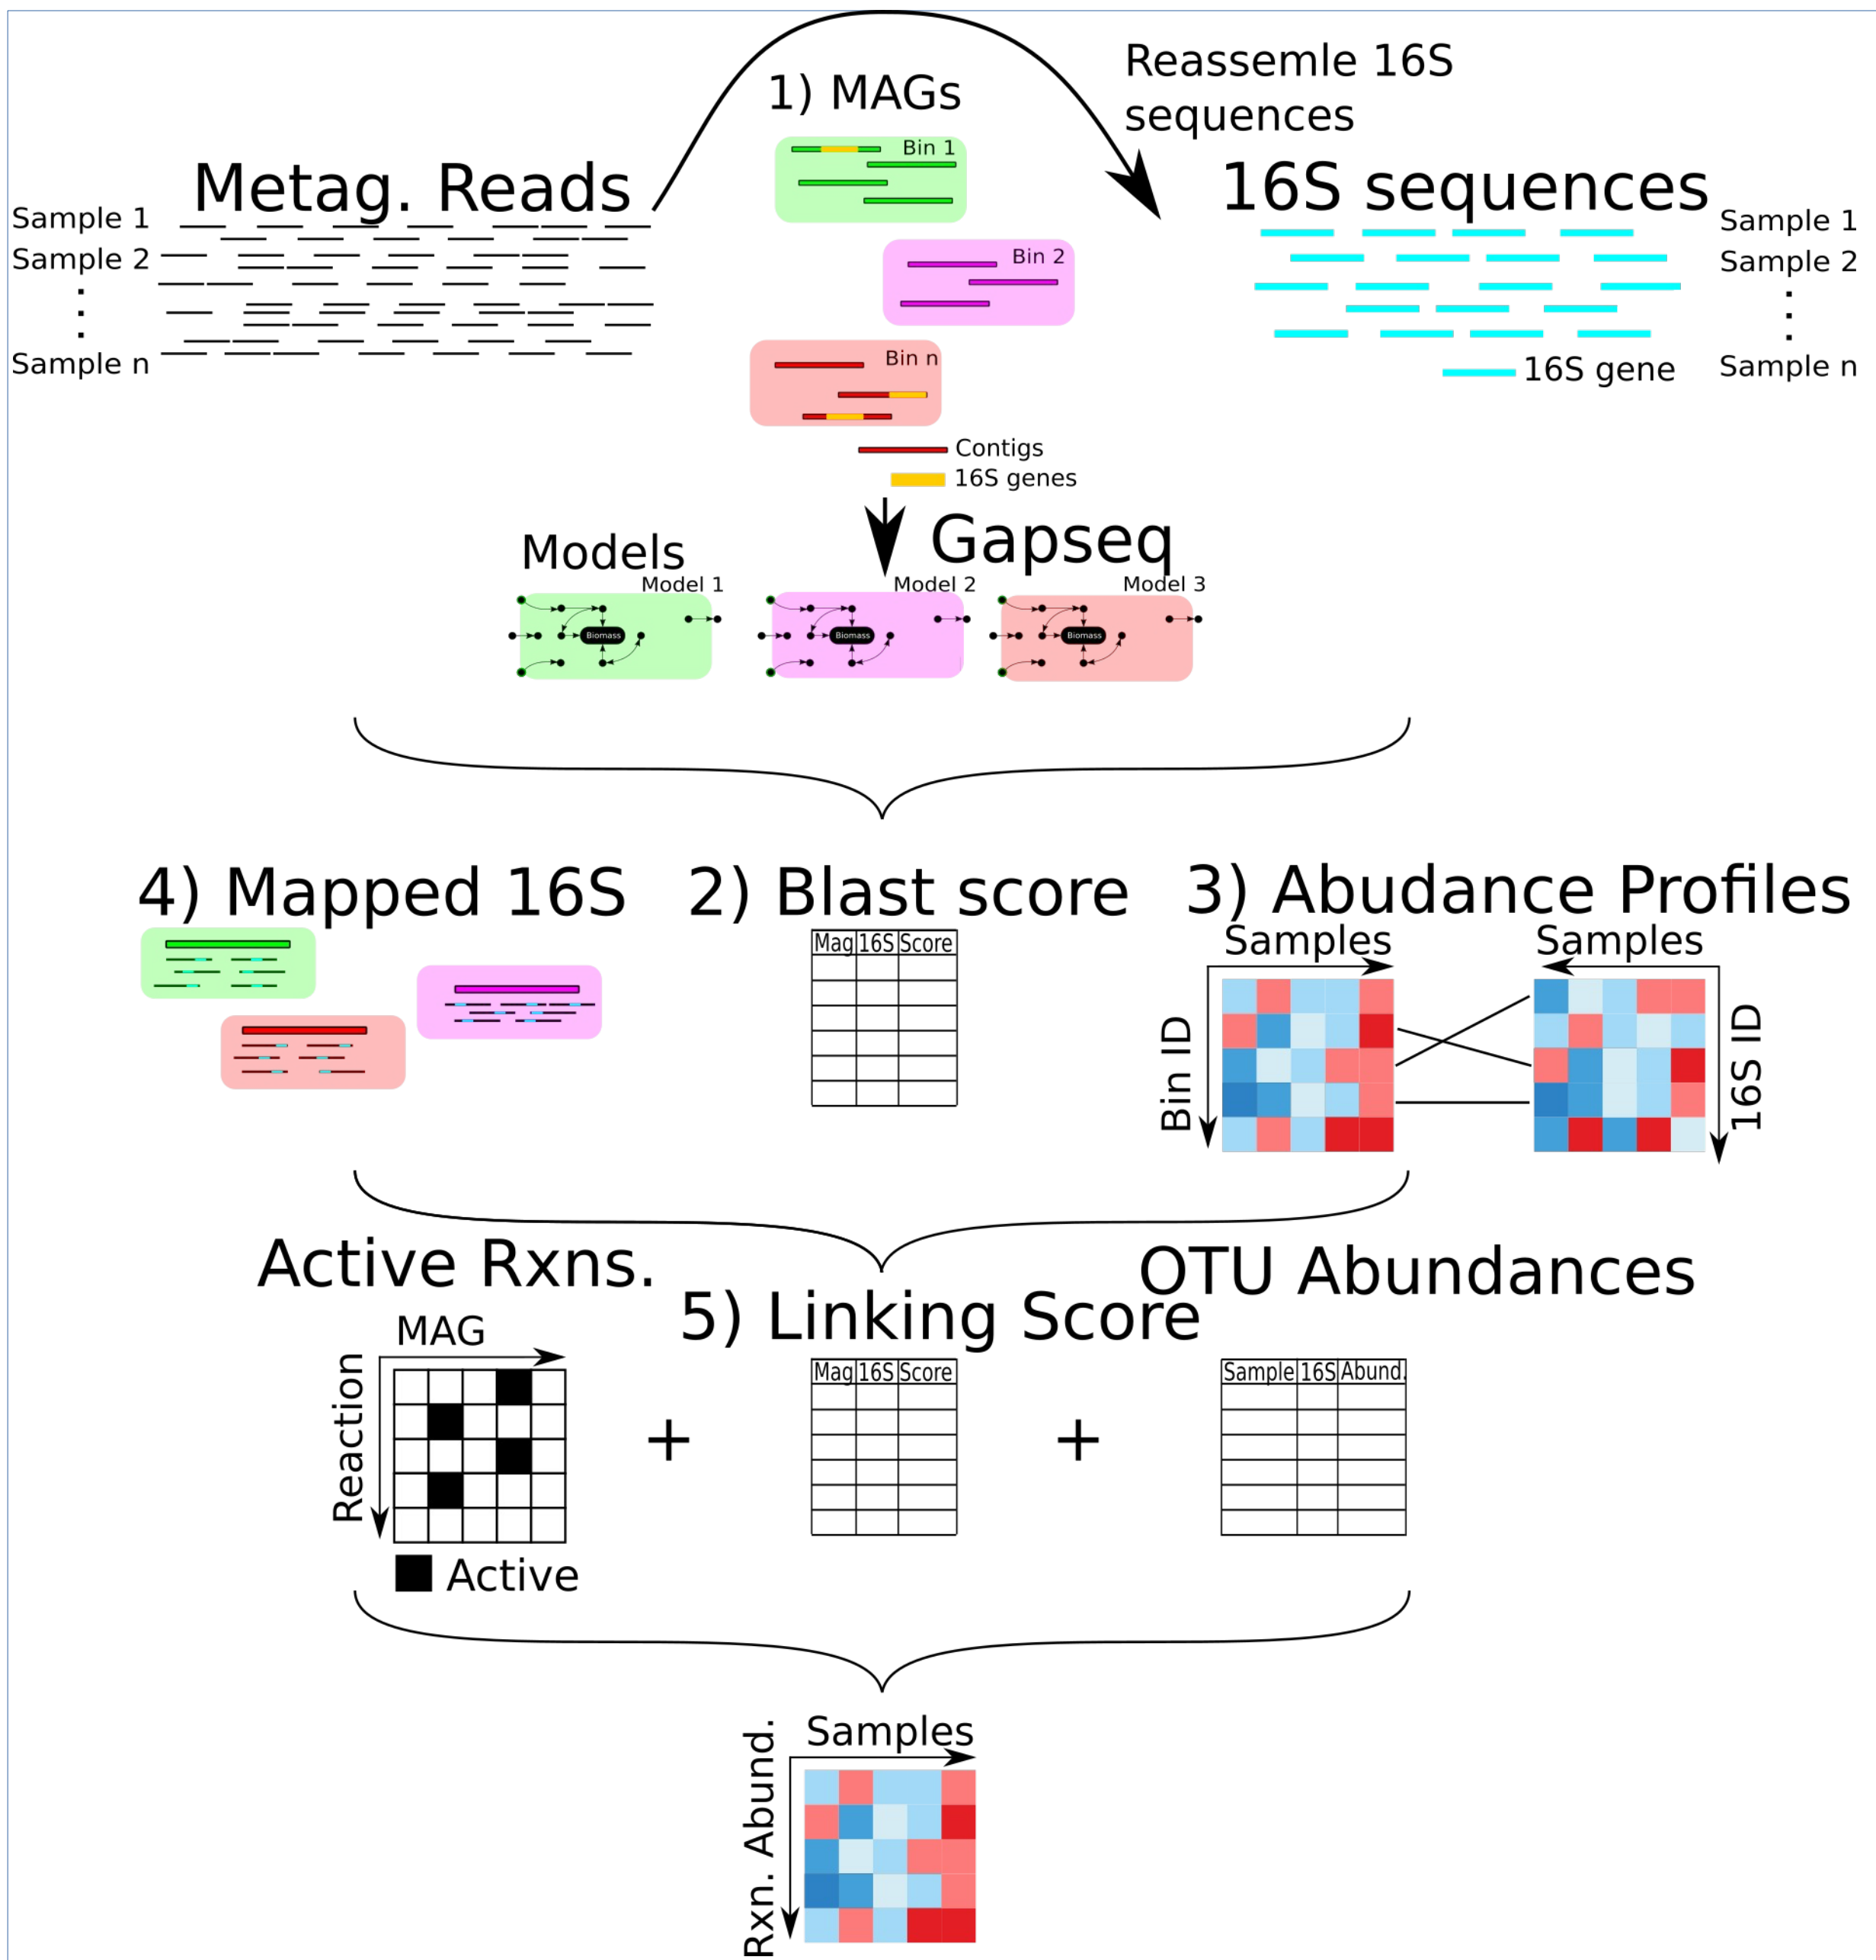 Reassemle 16S
sequences
1) MAGs
Bin 1
Metag. Reads
16S sequences
Sample 1
Sample 2
:
.
Sample n
Sample 1
Sample 2
:
.
Sample n
Bin 2
Bin n
16S gene
Contigs
16S genes
Gapseq
Models
Model 1
Model 2
Model 3
Biomass
Biomass
Biomass
4) Mapped 16S
2) Blast score
3) Abudance Profiles
Mag 16S Score
Samples
Samples
Bin ID
16S ID
Active Rxns.
5) Linking Score
OTU Abundances
MAG
Reaction
Active
+
Mag 16S Score
+
Sample 16S Abund.
Samples
Rxn. Abund.